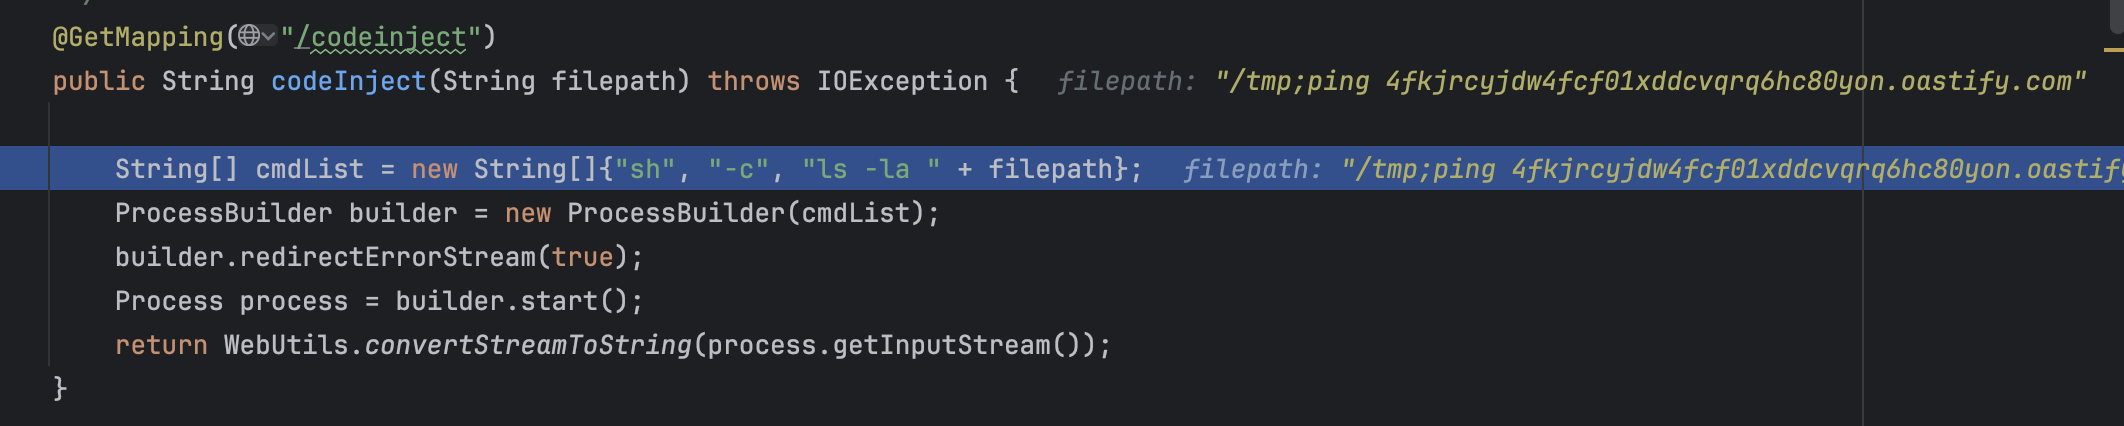 @GetMapping("/codeinject")
public String codeInject(String filepath) throws IOException {   filepath: "/tmp;ping 4fkjrcyjdw4fcf01xddcvqrq6hc80yon.oastify.com"
String[] cmdList = new String[]{"sh", "-c", "ls -la " + filepath};   filepath: "/tmp;ping 4fkjrcyjdw4fcf01xddcvqrq6hc80yon.oastify
ProcessBuilder builder = new ProcessBuilder(cmdList);
builder.redirectErrorStream(true);
Process process = builder.start();
return WebUtils.convertStreamToString(process.getInputStream());
}